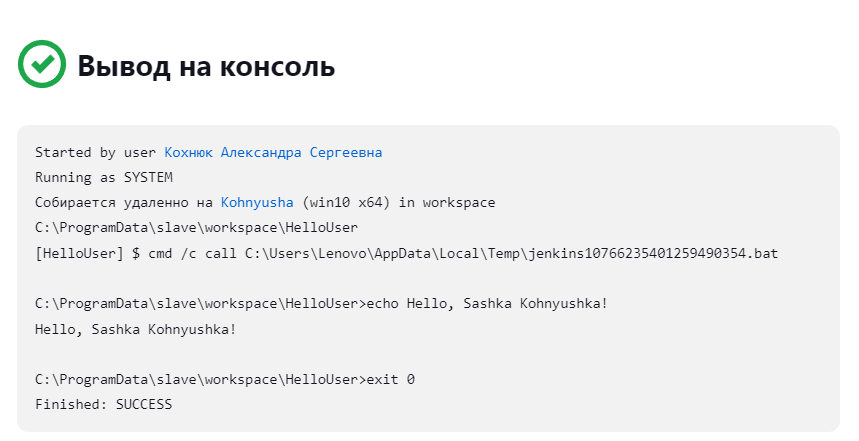 Вывод на консоль
Started by user Кохнюк Александра Сергеевна
Running as SYSTEM
Собирается удаленно на Kohnyusha (win10 x64) in workspace
C:\ProgramData\slave\workspace\HelloUser
[HelloUser] $ cmd /c call C:\Users\Lenovo\AppData\Local\Temp\jenkins10766235401259490354.bat
C:\ProgramData\slave\workspace\HelloUser>echo Hello, Sashka Kohnyushka!
Hello, Sashka Kohnyushka!
C:\ProgramData\slave\workspace\HelloUser>exit 0
Finished: SUCCESS